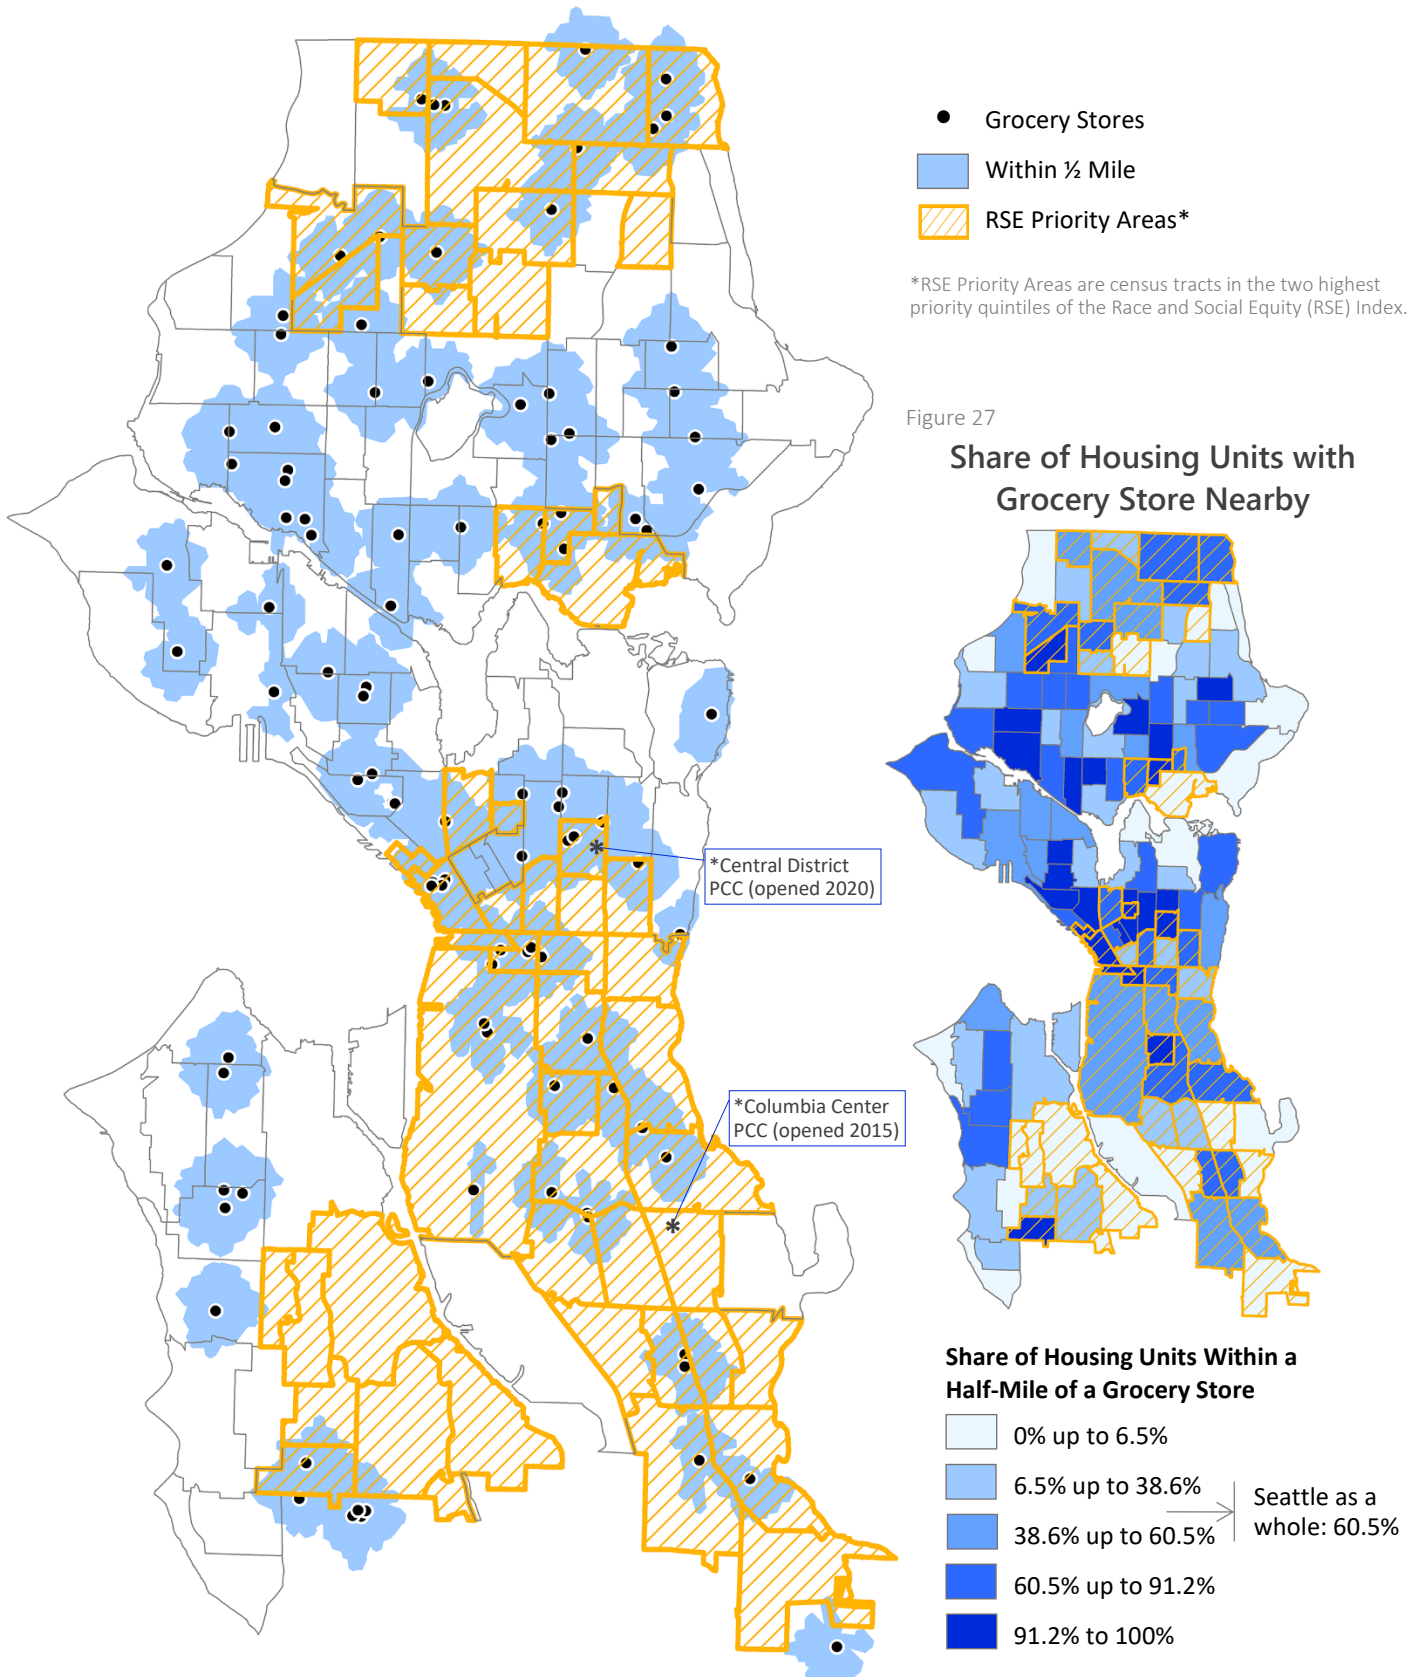 Grocery Stores
Within ½ Mile
RSE Priority Areas*
*RSE Priority Areas are census tracts in the two highest
priority quintiles of the Race and Social Equity (RSE) Index.
Figure 27
Share of Housing Units with
Grocery Store Nearby
*Central District
PCC (opened 2020)
*
*Columbia Center
PCC (opened 2015)
*
Share of Housing Units Within a
Half-Mile of a Grocery Store
0% up to 6.5%
6.5% up to 38.6%
38.6% up to 60.5%
60.5% up to 91.2%
91.2% to 100%
Seattle as a
whole: 60.5%